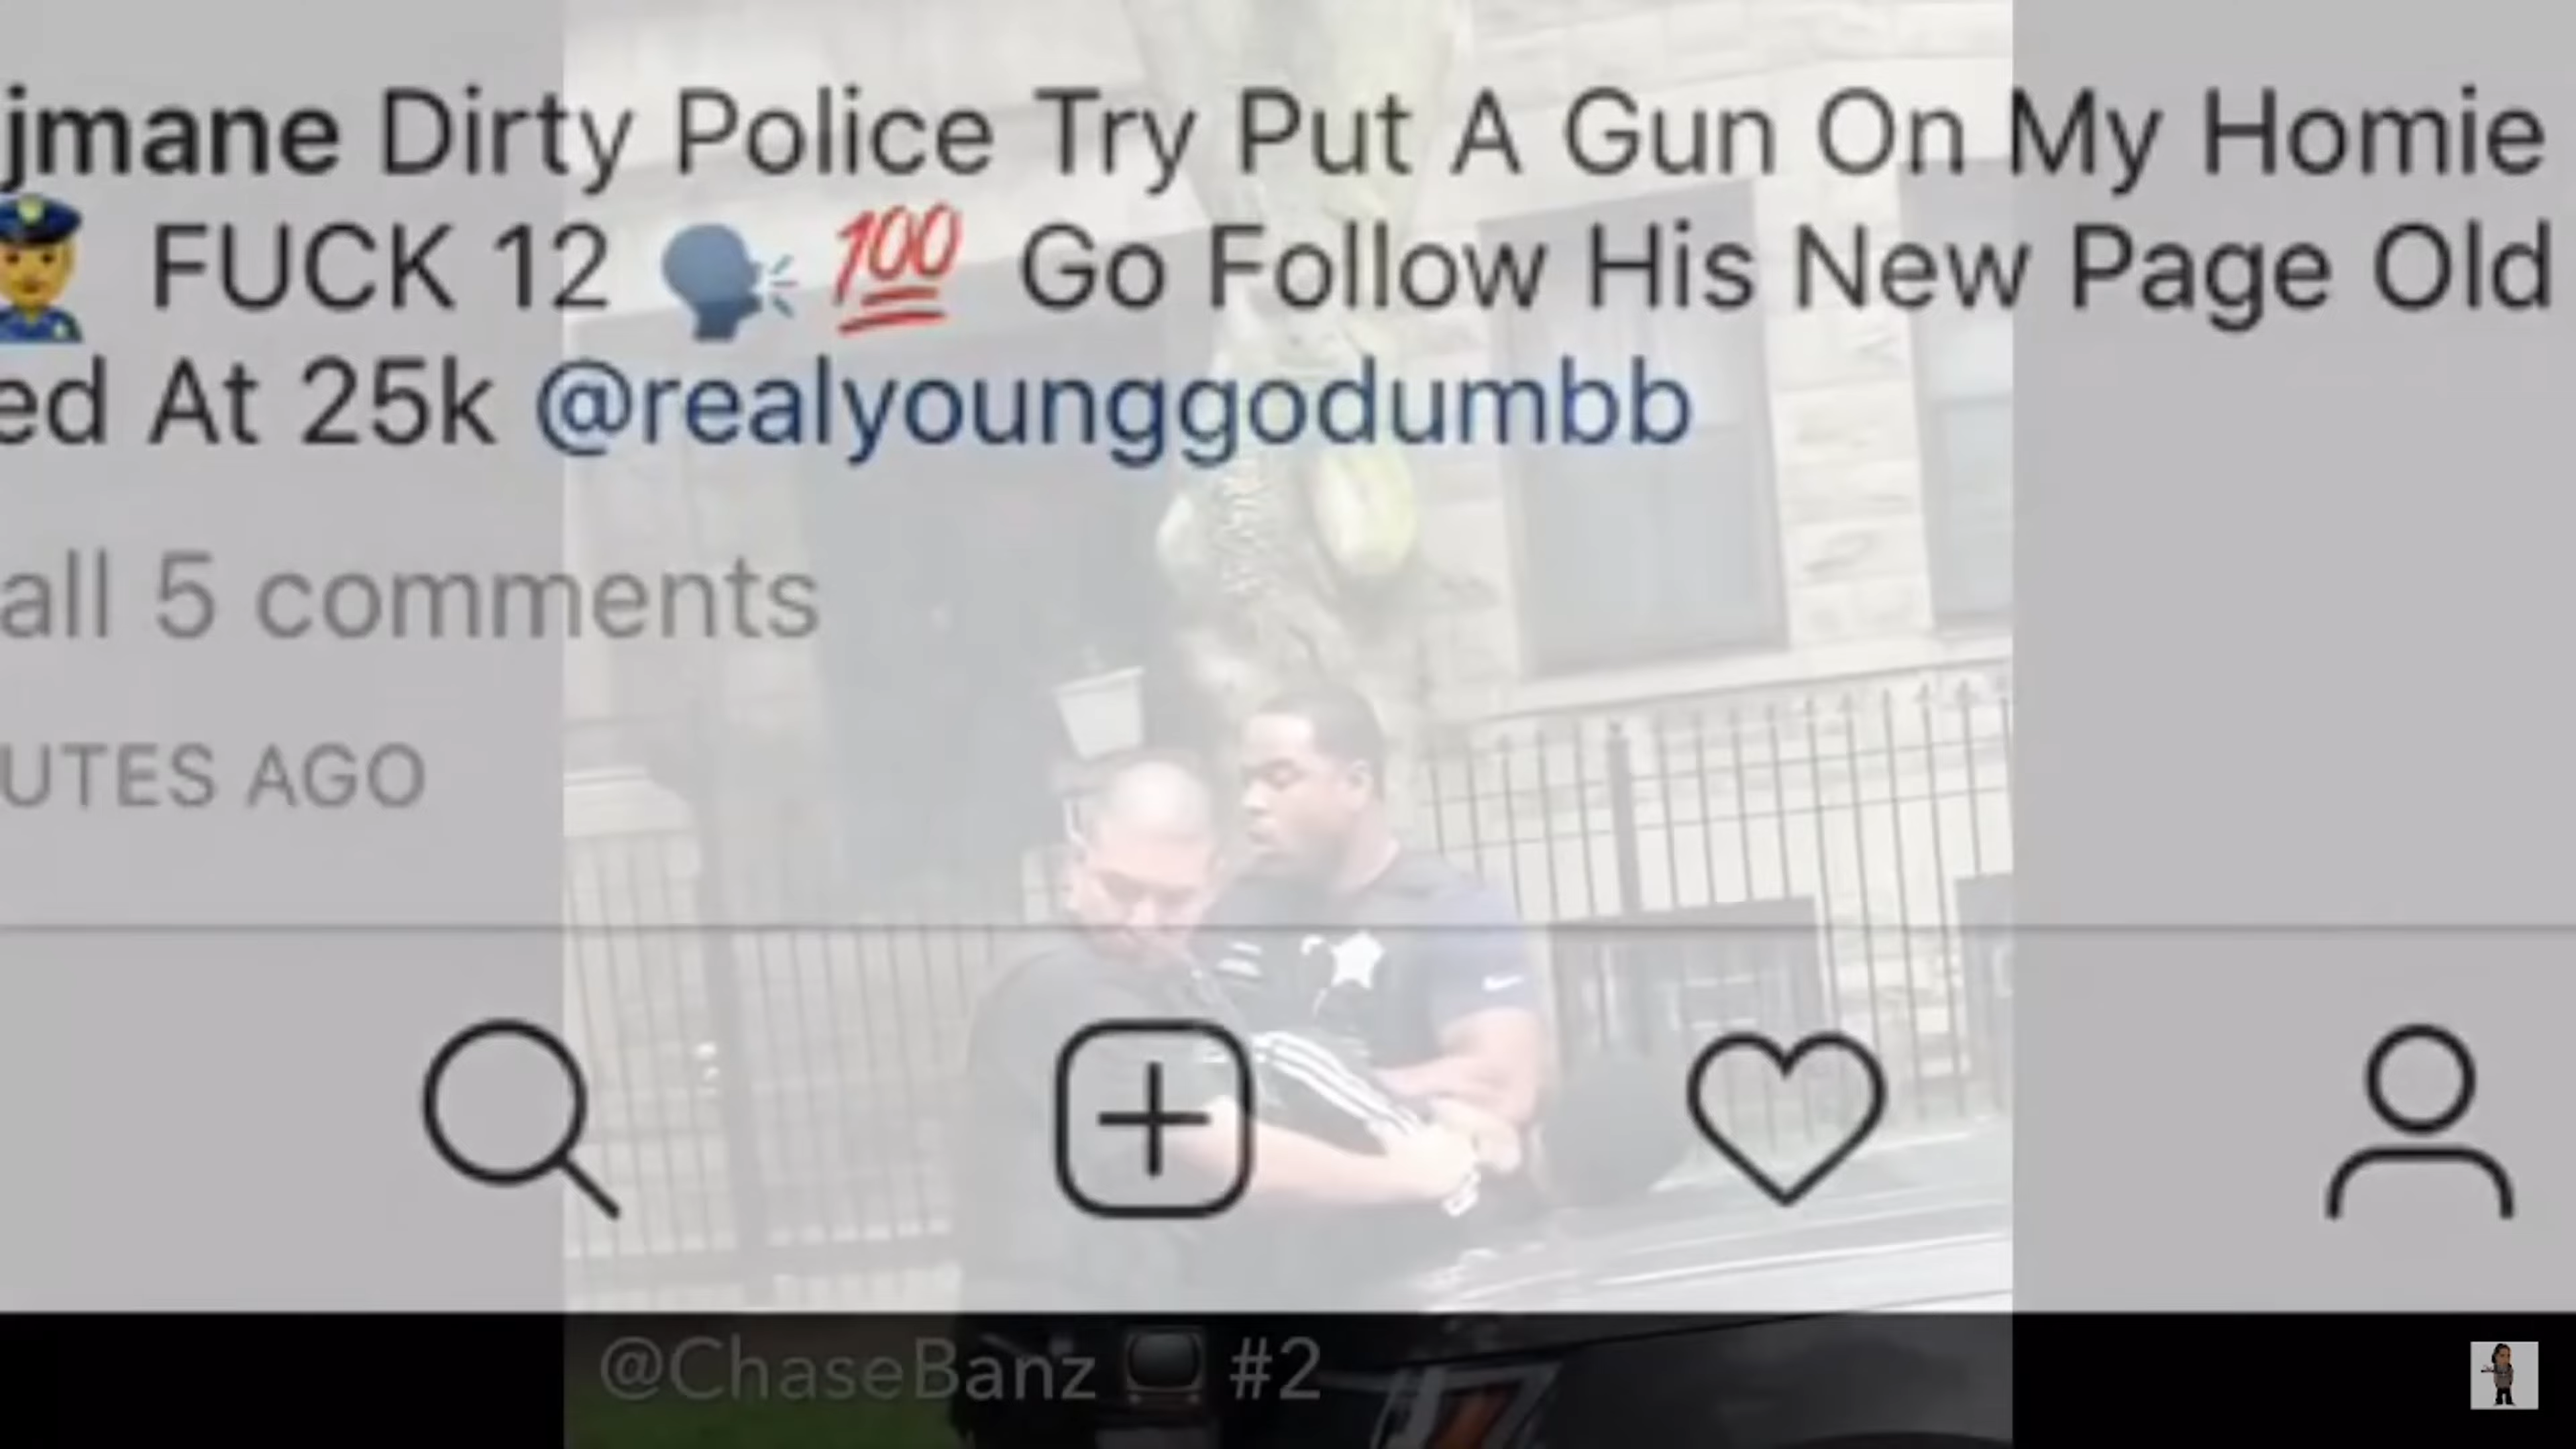 jmane Dirty Police Try Put A Gun On My Homie
👮 FUCK 12 🗣💯 Go Follow His New Page Old
ed At 25k @realyounggodumbb
all 5 comments
UTES AGO
@ChaseBanz 📺 #2